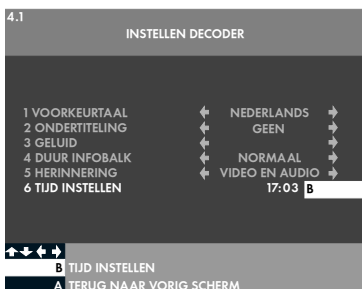 4.1
INSTELLEN DECODER
1 VOORKEURTAAL NEDERLANDS
2 ONDERTITELING GEEN
3 GELUID
4 DUUR INFOBALK NORMAAL
5 HERINNERING VIDEO EN AUDIO
6 TIJD INSTELLEN 17:03 B
B TIJD INSTELLEN
A TERUG NAAR VORIG SCHERM